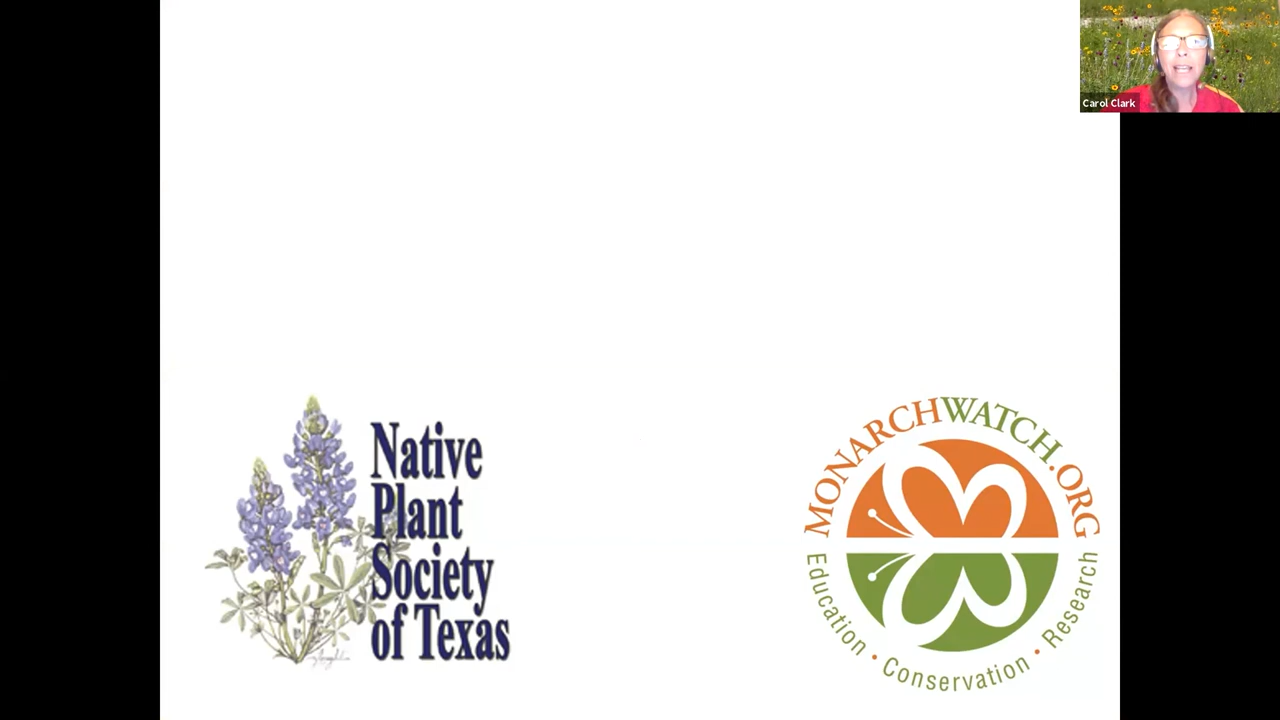 Carol Clark
Native
Plant
Society
of Texas
MONARCHWATCH.ORG
Education • Conservation • Research